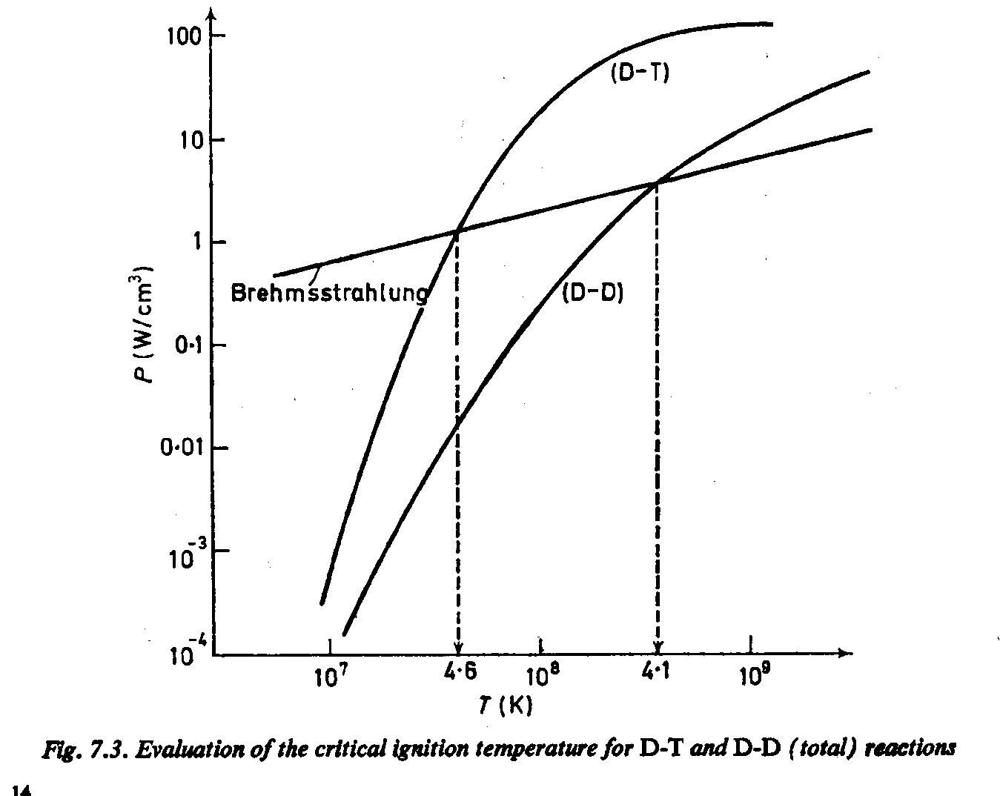 100
(D-T)
10
1
Brehmsstrahlung
(D-D)
P (W/cm³)
0·1
0·01
10⁻³
10⁻⁴
10⁷ 4·6 10⁸ 4·1 10⁹
T (K)
Fig. 7.3. Evaluation of the critical ignition temperature for D-T and D-D (total) reactions
14